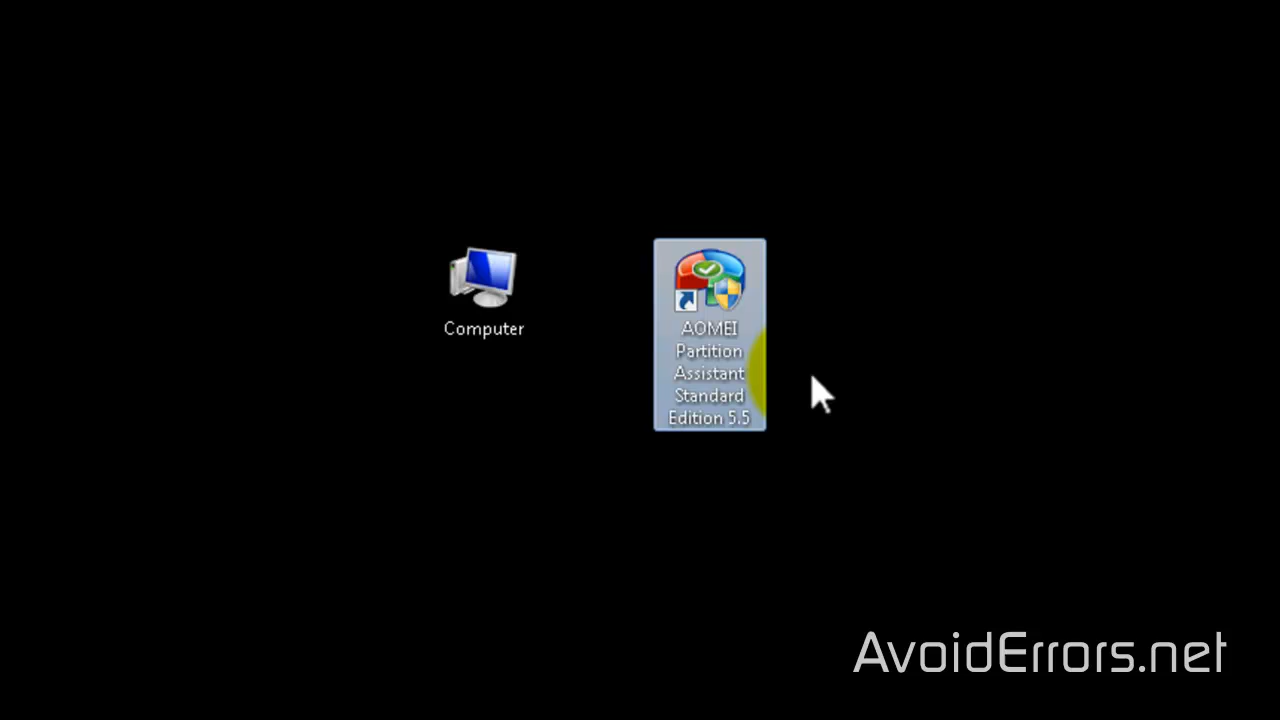 Computer
AOMEI
Partition
Assistant
Standard
Edition 5.5
AvoidErrors.net